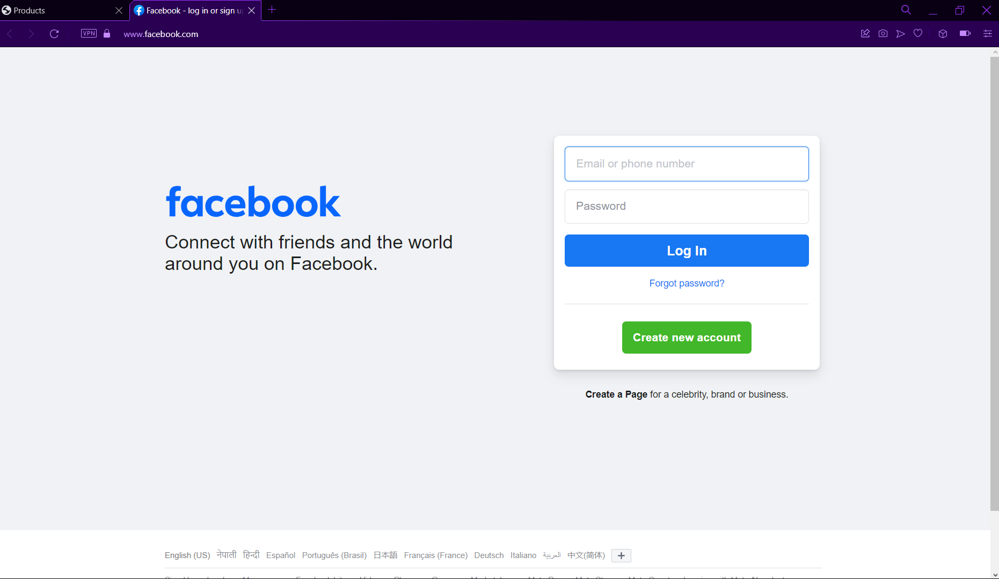 Products
Facebook - log in or sign u
VPN
www.facebook.com
facebook
Connect with friends and the world
around you on Facebook.
Email or phone number
Password
Log In
Forgot password?
Create new account
Create a Page for a celebrity, brand or business.
English (US) नेपाली हिन्दी Español Português (Brasil) 日本語 Français (France) Deutsch Italiano العربية 中文(简体)